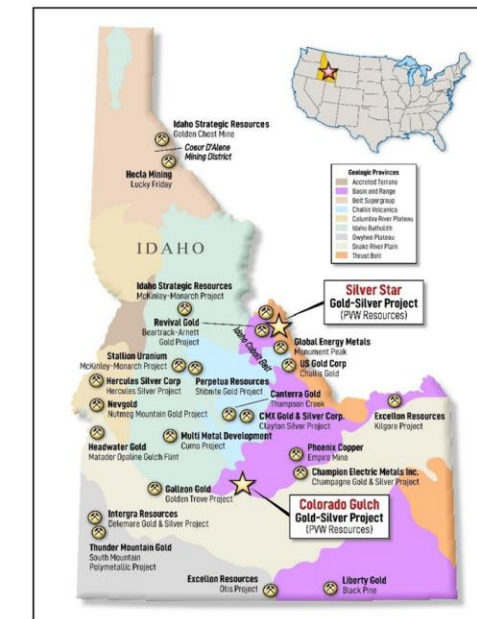 Idaho Strategic Resources
Golden Chest Mine
Coeur D'Alene
Mining District
Hecla Mining
Lucky Friday
Geologic Provinces
Accreted Terrane
Basin and Range
Belt Supergroup
Challis Volcanics
Columbia River Plateau
Idaho Batholith
Owyhee Plateau
Snake River Plain
Thrust Belt
IDAHO
Idaho Strategic Resources
McKinley-Monarch Project
Silver Star
Gold-Silver Project
(PVW Resources)
Revival Gold
Beartrack-Arnett
Gold Project
Idaho Cobalt Belt
Global Energy Metals
Monument Peak
Stallion Uranium
McKinley-Monarch Project
US Gold Corp
Challis Gold
Perpetua Resources
Stibnite Gold Project
Hercules Silver Corp
Hercules Silver Project
Canterra Gold
Thompson Creek
Nevgold
Nutmeg Mountain Gold Project
CMX Gold & Silver Corp.
Clayton Silver Project
Excellon Resources
Kilgore Project
Headwater Gold
Matador Opaline Gulch Flint
Multi Metal Development
Cumo Project
Phoenix Copper
Empire Mine
Champion Electric Metals Inc.
Champagne Gold & Silver Project
Galleon Gold
Golden Trove Project
Colorado Gulch
Gold-Silver Project
(PVW Resources)
Intergra Resources
Delemare Gold & Silver Project
Thunder Mountain Gold
South Mountain
Polymetallic Project
Excellon Resources
Otis Project
Liberty Gold
Black Pine